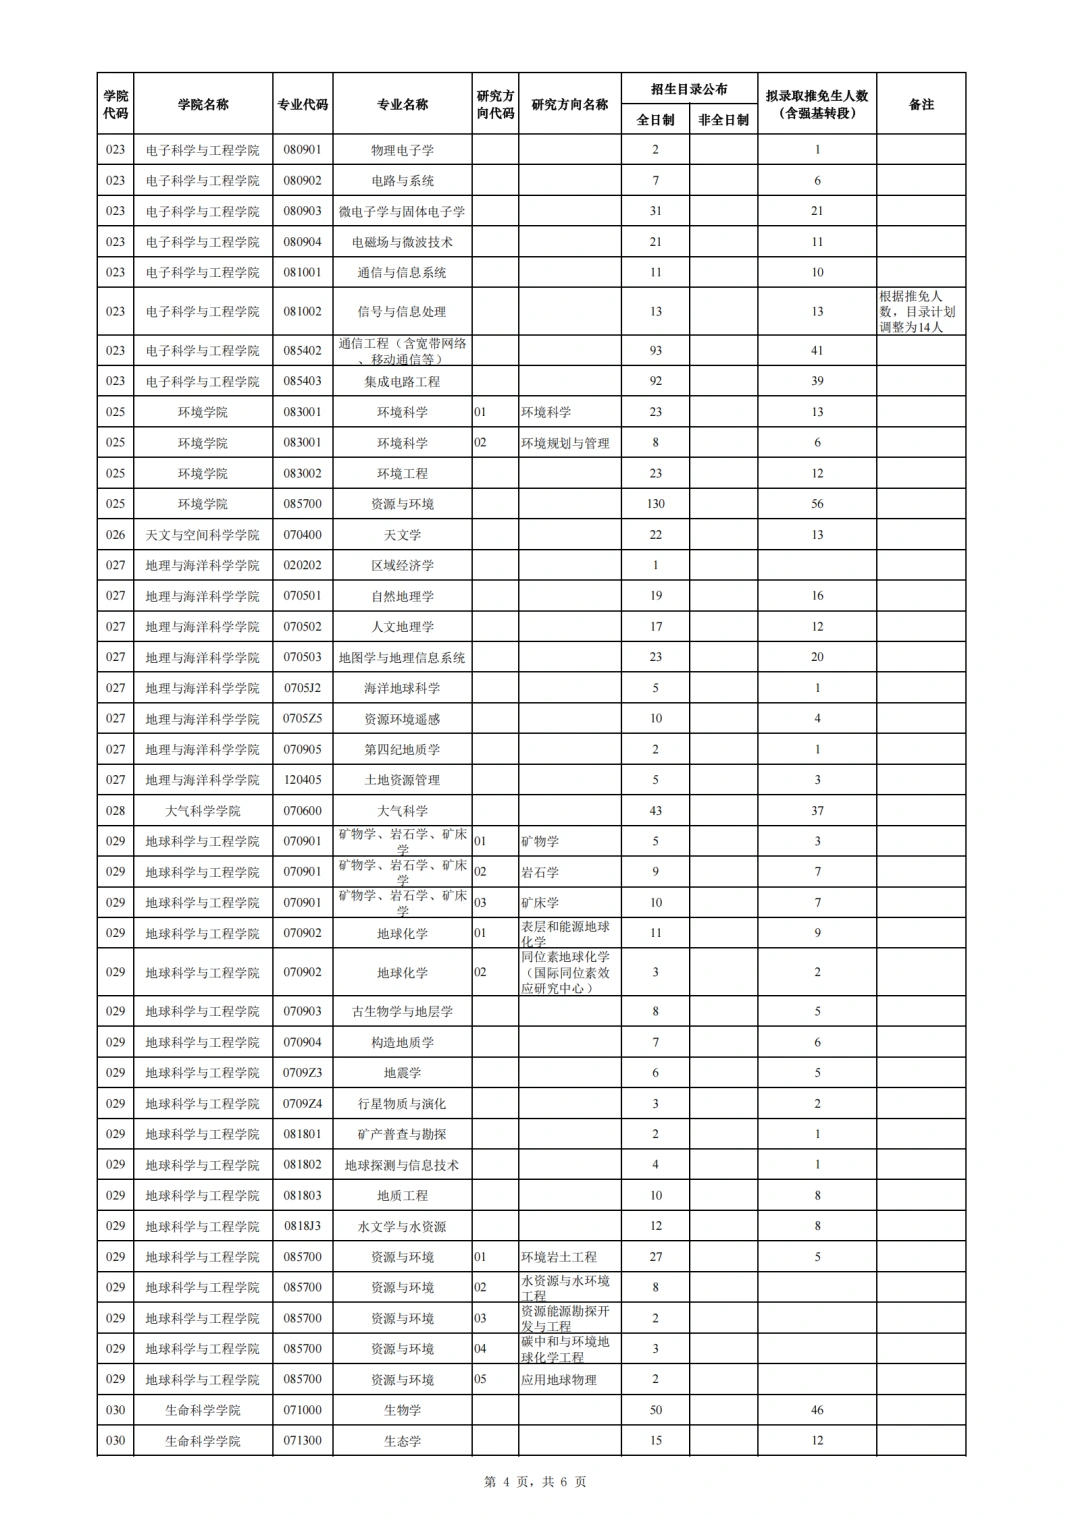 学院代码 学院名称 专业代码 专业名称 研究方向代码 研究方向名称 招生目录公布 全日制 非全日制 拟录取推免生人数（含强基转段） 备注
023 电子科学与工程学院 080901 物理电子学 2 1
023 电子科学与工程学院 080902 电路与系统 7 6
023 电子科学与工程学院 080903 微电子学与固体电子学 31 21
023 电子科学与工程学院 080904 电磁场与微波技术 21 11
023 电子科学与工程学院 081001 通信与信息系统 11 10
023 电子科学与工程学院 081002 信号与信息处理 13 13 根据推免人数，目录计划调整为14人
023 电子科学与工程学院 085402 通信工程（含宽带网络、移动通信等） 93 41
023 电子科学与工程学院 085403 集成电路工程 92 39
025 环境学院 083001 环境科学 01 环境科学 23 13
025 环境学院 083001 环境科学 02 环境规划与管理 8 6
025 环境学院 083002 环境工程 23 12
025 环境学院 085700 资源与环境 130 56
026 天文与空间科学学院 070400 天文学 22 13
027 地理与海洋科学学院 020202 区域经济学 1
027 地理与海洋科学学院 070501 自然地理学 19 16
027 地理与海洋科学学院 070502 人文地理学 17 12
027 地理与海洋科学学院 070503 地图学与地理信息系统 23 20
027 地理与海洋科学学院 0705J2 海洋地球科学 5 1
027 地理与海洋科学学院 0705Z5 资源环境遥感 10 4
027 地理与海洋科学学院 070905 第四纪地质学 2 1
027 地理与海洋科学学院 120405 土地资源管理 5 3
028 大气科学学院 070600 大气科学 43 37
029 地球科学与工程学院 070901 矿物学、岩石学、矿床学 01 矿物学 5 3
029 地球科学与工程学院 070901 矿物学、岩石学、矿床学 02 岩石学 9 7
029 地球科学与工程学院 070901 矿物学、岩石学、矿床学 03 矿床学 10 7
029 地球科学与工程学院 070902 地球化学 01 表层和能源地球化学 11 9
029 地球科学与工程学院 070902 地球化学 02 同位素地球化学（国际同位素效应研究中心） 3 2
029 地球科学与工程学院 070903 古生物学与地层学 8 5
029 地球科学与工程学院 070904 构造地质学 7 6
029 地球科学与工程学院 0709Z3 地震学 6 5
029 地球科学与工程学院 0709Z4 行星物质与演化 3 2
029 地球科学与工程学院 081801 矿产普查与勘探 2 1
029 地球科学与工程学院 081802 地球探测与信息技术 4 1
029 地球科学与工程学院 081803 地质工程 10 8
029 地球科学与工程学院 0818J3 水文学与水资源 12 8
029 地球科学与工程学院 085700 资源与环境 01 环境岩土工程 27 5
029 地球科学与工程学院 085700 资源与环境 02 水资源与水环境工程 8
029 地球科学与工程学院 085700 资源与环境 03 资源能源勘探开发与工程 2
029 地球科学与工程学院 085700 资源与环境 04 碳中和与环境地球化学工程 3
029 地球科学与工程学院 085700 资源与环境 05 应用地球物理 2
030 生命科学学院 071000 生物学 50 46
030 生命科学学院 071300 生态学 15 12
第 4 页，共 6 页